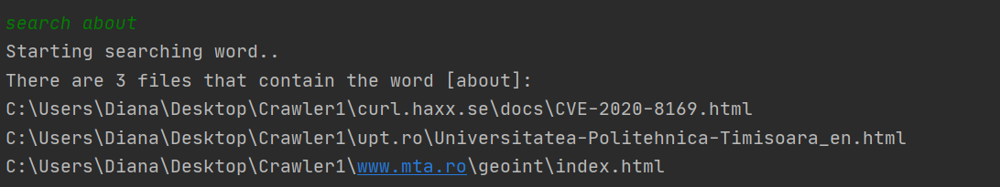 search about
Starting searching word..
There are 3 files that contain the word [about]:
C:\Users\Diana\Desktop\Crawler1\curl.haxx.se\docs\CVE-2020-8169.html
C:\Users\Diana\Desktop\Crawler1\upt.ro\Universitatea-Politehnica-Timisoara_en.html
C:\Users\Diana\Desktop\Crawler1\www.mta.ro\geoint\index.html